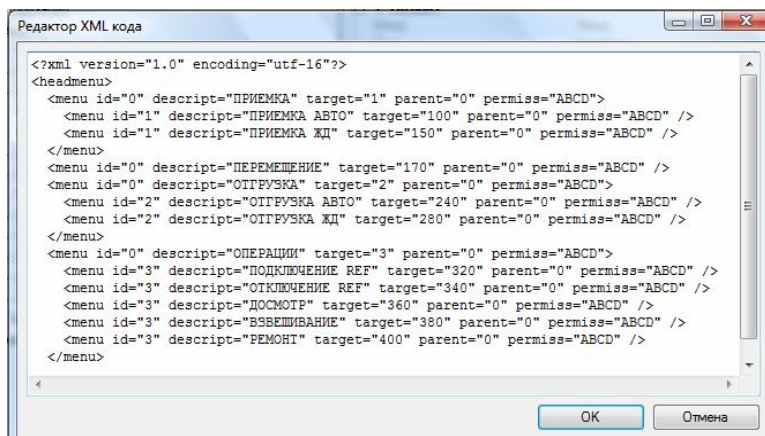 Редактор XML кода
<?xml version="1.0" encoding="utf-16"?>
<headmenu>
  <menu id="0" descript="ПРИЕМКА" target="1" parent="0" permiss="ABCD">
    <menu id="1" descript="ПРИЕМКА АВТО" target="100" parent="0" permiss="ABCD" />
    <menu id="1" descript="ПРИЕМКА ЖД" target="150" parent="0" permiss="ABCD" />
  </menu>
  <menu id="0" descript="ПЕРЕМЕЩЕНИЕ" target="170" parent="0" permiss="ABCD" />
  <menu id="0" descript="ОТГРУЗКА" target="2" parent="0" permiss="ABCD">
    <menu id="2" descript="ОТГРУЗКА АВТО" target="240" parent="0" permiss="ABCD" />
    <menu id="2" descript="ОТГРУЗКА ЖД" target="280" parent="0" permiss="ABCD" />
  </menu>
  <menu id="0" descript="ОПЕРАЦИИ" target="3" parent="0" permiss="ABCD">
    <menu id="3" descript="ПОДКЛЮЧЕНИЕ REF" target="320" parent="0" permiss="ABCD" />
    <menu id="3" descript="ОТКЛЮЧЕНИЕ REF" target="340" parent="0" permiss="ABCD" />
    <menu id="3" descript="ДОСМОТР" target="360" parent="0" permiss="ABCD" />
    <menu id="3" descript="ВЗВЕШИВАНИЕ" target="380" parent="0" permiss="ABCD" />
    <menu id="3" descript="РЕМОНТ" target="400" parent="0" permiss="ABCD" />
  </menu>
OK Отмена